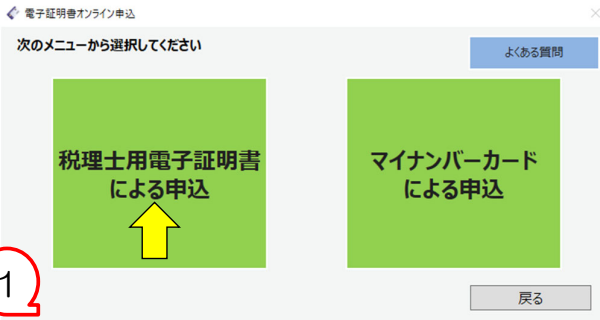 電子証明書オンライン申込
次のメニューから選択してください
よくある質問
税理士用電子証明書
による申込
マイナンバーカード
による申込
1
戻る